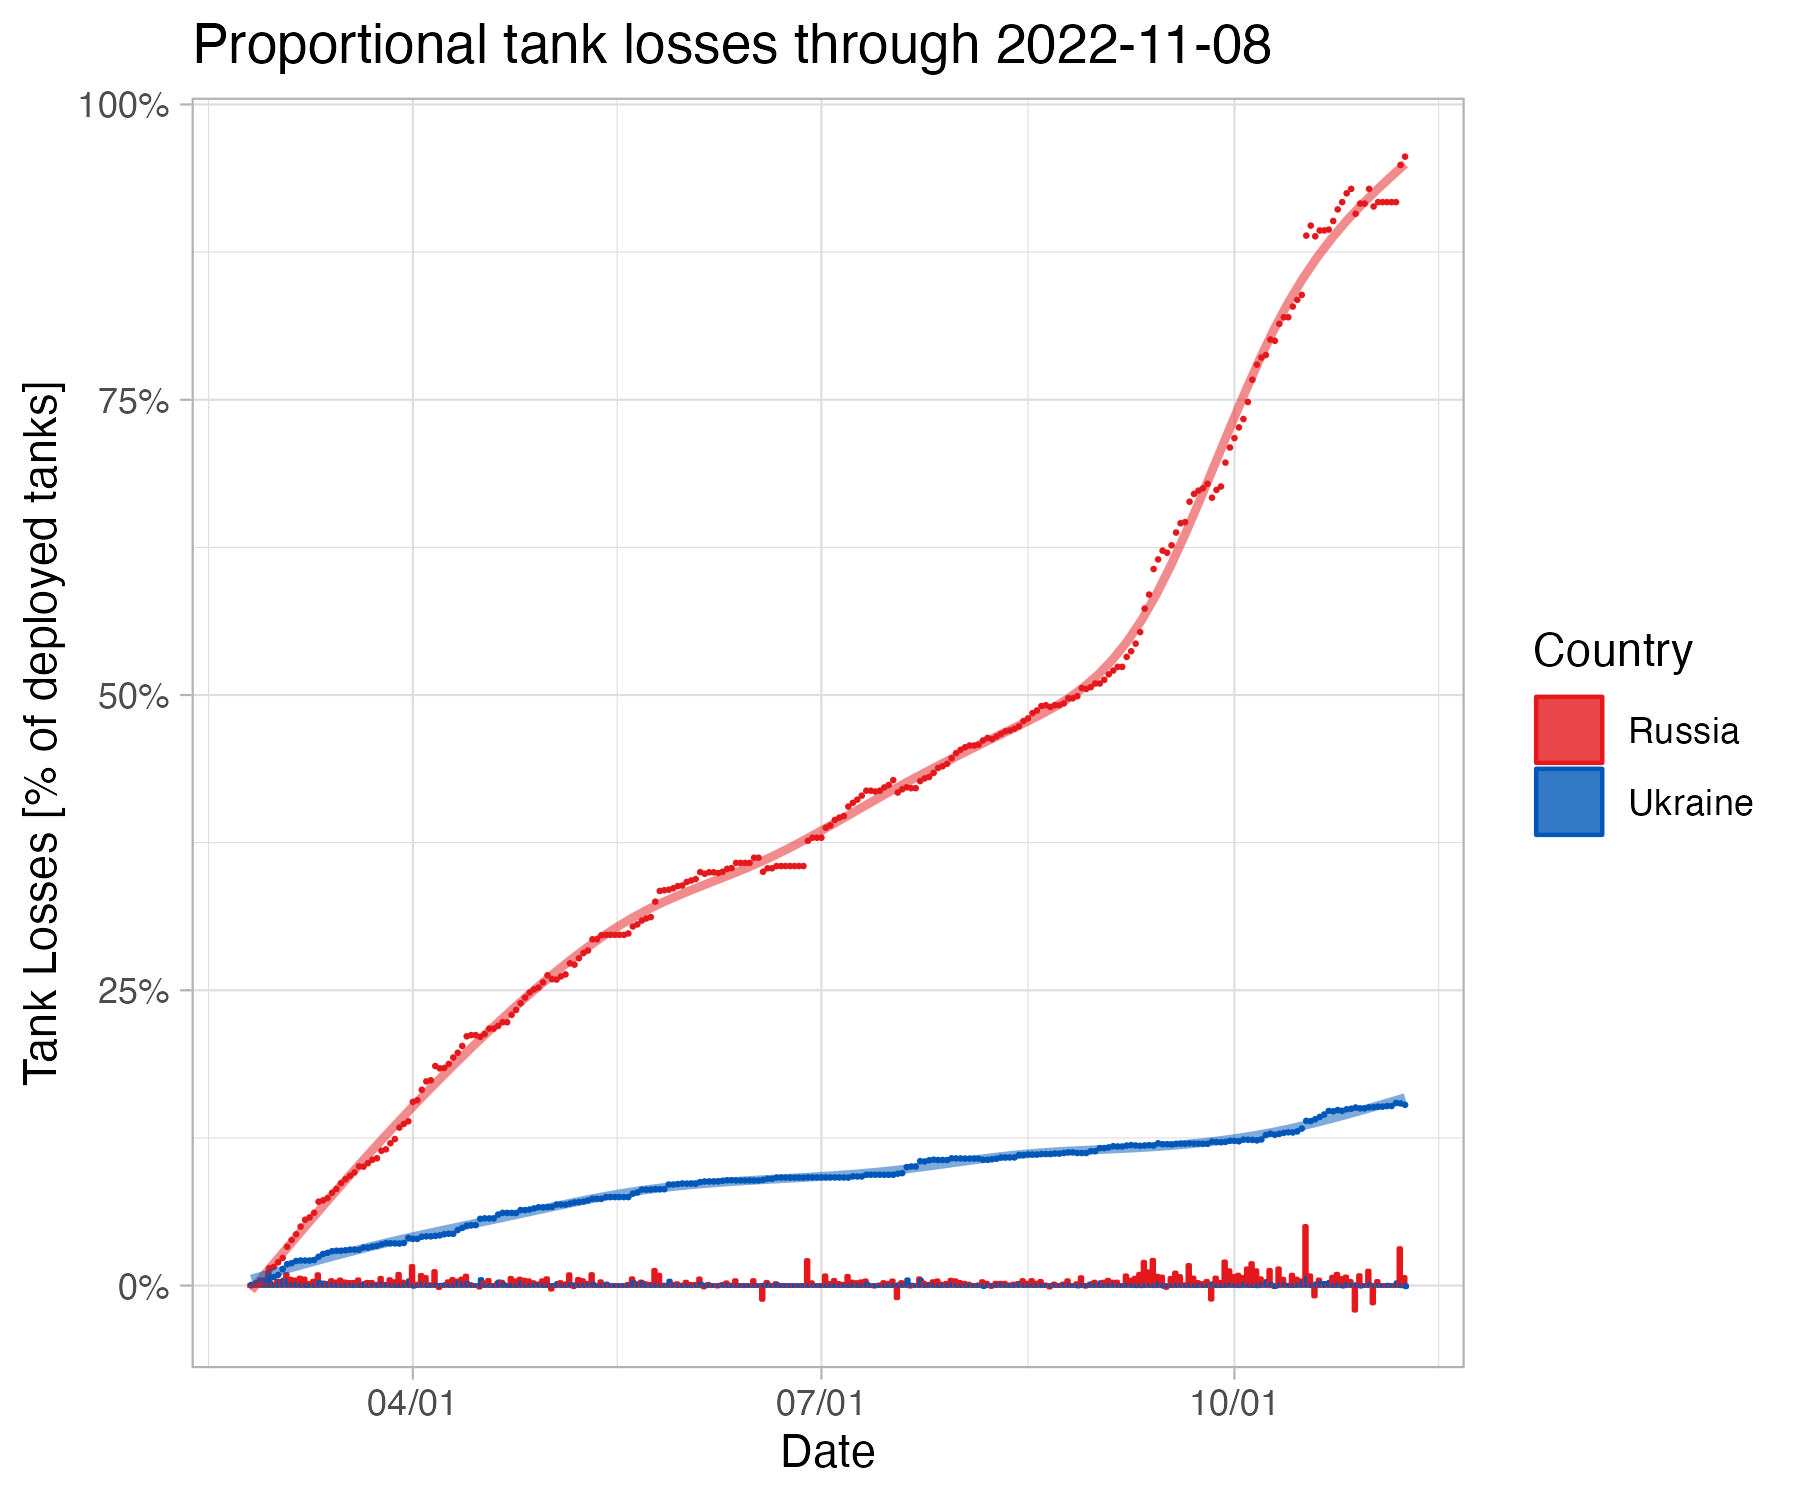 Proportional tank losses through 2022-11-08
Tank Losses [% of deployed tanks]
100%
75%
50%
25%
0%
04/01
07/01
10/01
Date
Country
Russia
Ukraine